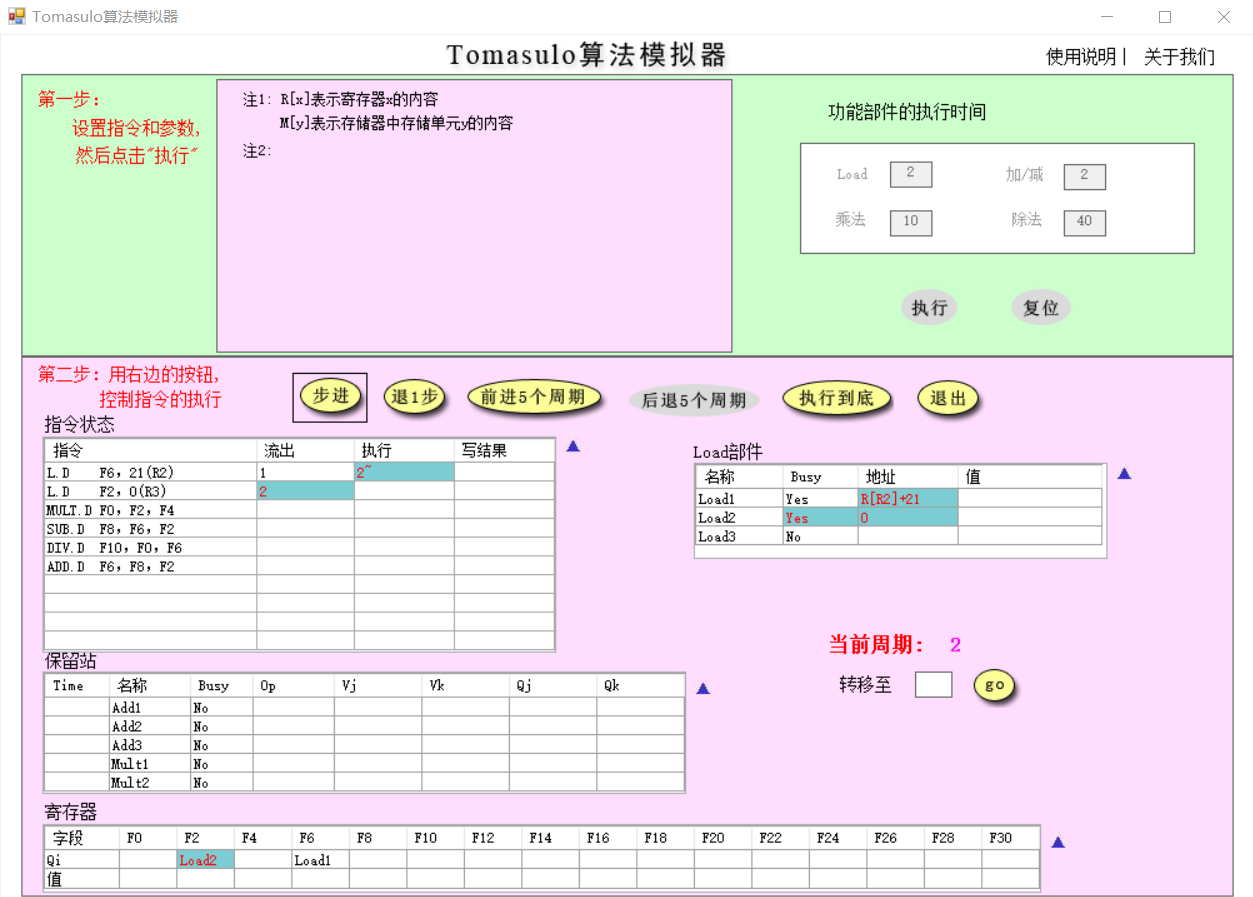 Tomasulo算法模拟器
Tomasulo算法模拟器
使用说明 | 关于我们
第一步:
设置指令和参数,
然后点击"执行"
注1: R[x]表示寄存器x的内容
M[y]表示存储器中存储单元y的内容
注2:
功能部件的执行时间
Load 2 加/减 2
乘法 10 除法 40
执行 复位
第二步: 用右边的按钮,
控制指令的执行
步进 退1步 前进5个周期 后退5个周期 执行到底 退出
指令状态
指令 流出 执行 写结果
L.D F6, 21(R2) 1 2~
L.D F2, 0(R3) 2
MULT.D F0, F2, F4
SUB.D F8, F6, F2
DIV.D F10, F0, F6
ADD.D F6, F8, F2
Load部件
名称 Busy 地址 值
Load1 Yes R[R2]+21
Load2 Yes 0
Load3 No
当前周期: 2
转移至 go
保留站
Time 名称 Busy Op Vj Vk Qj Qk
Add1 No
Add2 No
Add3 No
Mult1 No
Mult2 No
寄存器
字段 F0 F2 F4 F6 F8 F10 F12 F14 F16 F18 F20 F22 F24 F26 F28 F30
Qi Load2 Load1
值